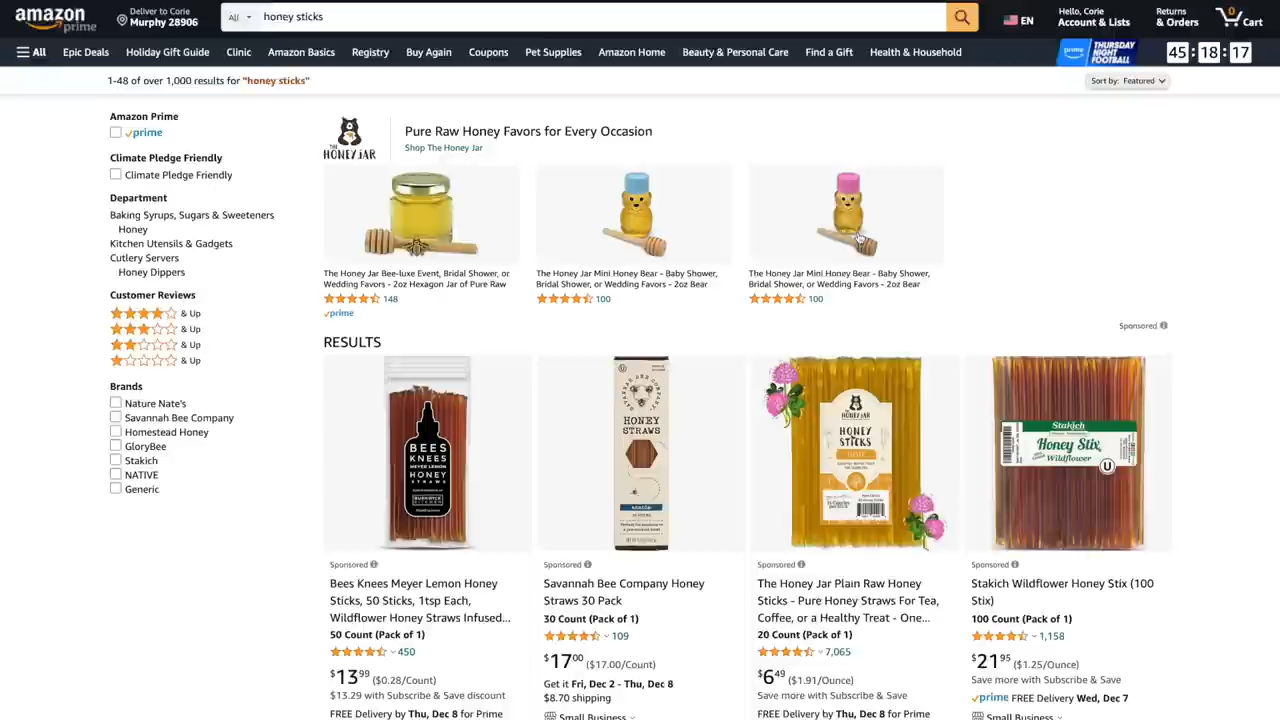 amazon
prime
Deliver to Corie
Murphy 28906
All
honey sticks
EN
Hello, Corie
Account & Lists
Returns
& Orders
0
Cart
All
Epic Deals
Holiday Gift Guide
Clinic
Amazon Basics
Registry
Buy Again
Coupons
Pet Supplies
Amazon Home
Beauty & Personal Care
Find a Gift
Health & Household
prime
THURSDAY
NIGHT
FOOTBALL
45:18:17
1-48 of over 1,000 results for "honey sticks"
Sort by: Featured
Amazon Prime
prime
Climate Pledge Friendly
Climate Pledge Friendly
Department
Baking Syrups, Sugars & Sweeteners
Honey
Kitchen Utensils & Gadgets
Cutlery Servers
Honey Dippers
Customer Reviews
& Up
& Up
& Up
& Up
Brands
Nature Nate's
Savannah Bee Company
Homestead Honey
GloryBee
Stakich
NATIVE
Generic
THE
HONEY JAR
Pure Raw Honey Favors for Every Occasion
Shop The Honey Jar
The Honey Jar Bee-luxe Event, Bridal Shower, or
Wedding Favors - 2oz Hexagon Jar of Pure Raw
148
prime
The Honey Jar Mini Honey Bear - Baby Shower,
Bridal Shower, or Wedding Favors - 2oz Bear
100
The Honey Jar Mini Honey Bear - Baby Shower,
Bridal Shower, or Wedding Favors - 2oz Bear
100
Sponsored
RESULTS
BEES
KNEES
MEYER LEMON
HONEY
STRAWS
BUSHWICK
KITCHEN
Sponsored
Bees Knees Meyer Lemon Honey
Sticks, 50 Sticks, 1tsp Each,
Wildflower Honey Straws Infused...
50 Count (Pack of 1)
450
$13.99 ($0.28/Count)
$13.29 with Subscribe & Save discount
FREE Delivery by Thu, Dec 8 for Prime
SAVANNAH BEE COMPANY
HONEY
STRAWS
Sponsored
Savannah Bee Company Honey
Straws 30 Pack
30 Count (Pack of 1)
109
$17.00 ($17.00/Count)
Get it Fri, Dec 2 - Thu, Dec 8
$8.70 shipping
Small Business
HONEY JAR
HONEY
STICKS
Sponsored
The Honey Jar Plain Raw Honey
Sticks - Pure Honey Straws For Tea,
Coffee, or a Healthy Treat - One...
20 Count (Pack of 1)
7,065
$6.49 ($1.91/Ounce)
Save more with Subscribe & Save
FREE Delivery by Thu, Dec 8 for Prime
Stakich
Honey Stix
Wildflower
U
Sponsored
Stakich Wildflower Honey Stix (100
Stix)
100 Count (Pack of 1)
1,158
$21.95 ($1.25/Ounce)
Save more with Subscribe & Save
prime FREE Delivery Wed, Dec 7
Small Business